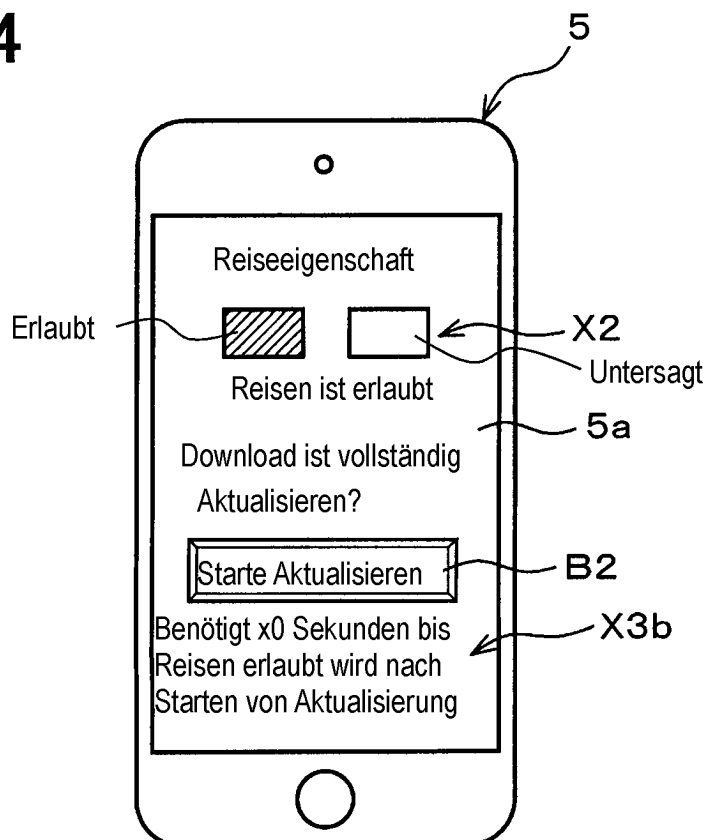 4
5
Reiseeigenschaft
Erlaubt
X2
Untersagt
Reisen ist erlaubt
5a
Download ist vollständig
Aktualisieren?
Starte Aktualisieren
B2
Benötigt x0 Sekunden bis
X3b
Reisen erlaubt wird nach
Starten von Aktualisierung